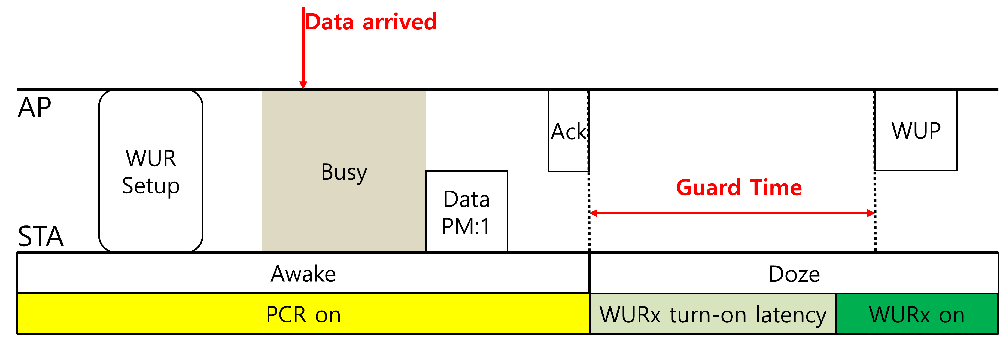 Data arrived
AP
WUR
Setup
Busy
Data
PM:1
Ack
Guard Time
WUP
STA
Awake
Doze
PCR on
WURx turn-on latency
WURx on